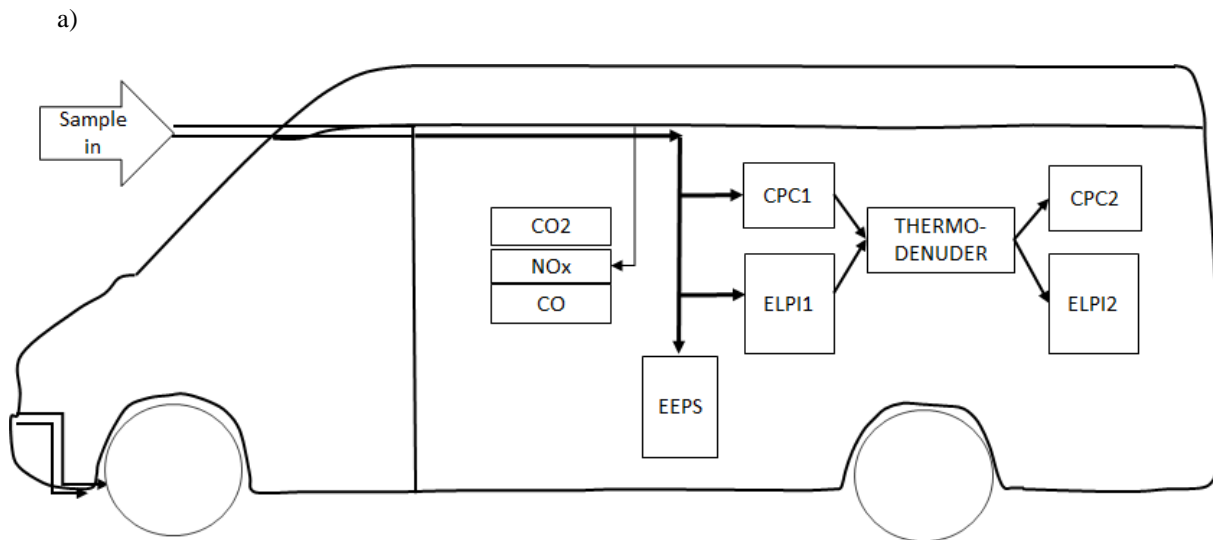 a)
Sample
in
CO2
NOx
CO
CPC1
ELPI1
EEPS
THERMO-
DENUDER
CPC2
ELPI2